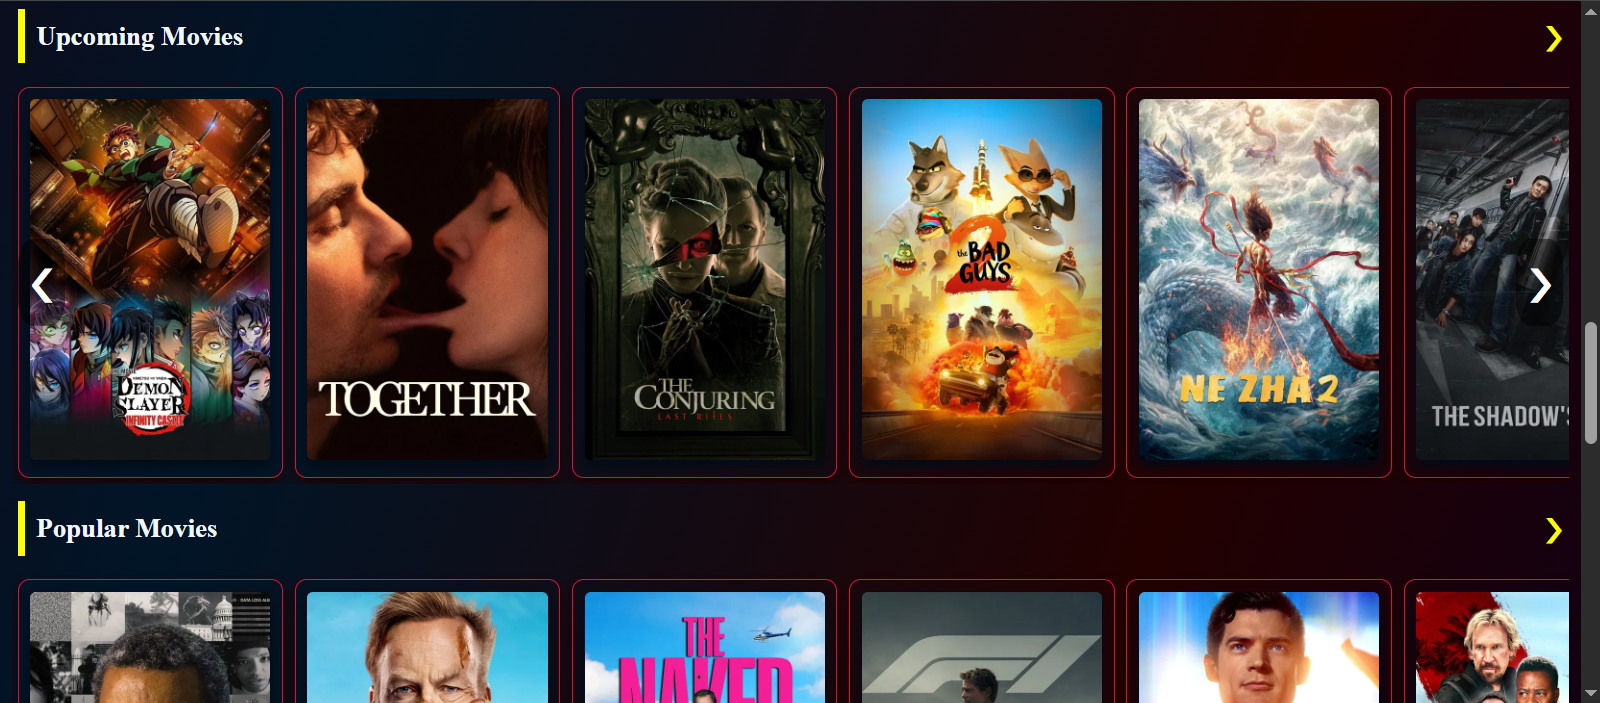 Upcoming Movies
DEMON
SLAYER
INFINITY CASTLE
TOGETHER
THE
CONJURING
LAST RITES
2
the BAD
GUYS
NE ZHA 2
THE SHADOW'S
Popular Movies
THE
NAKED
F1